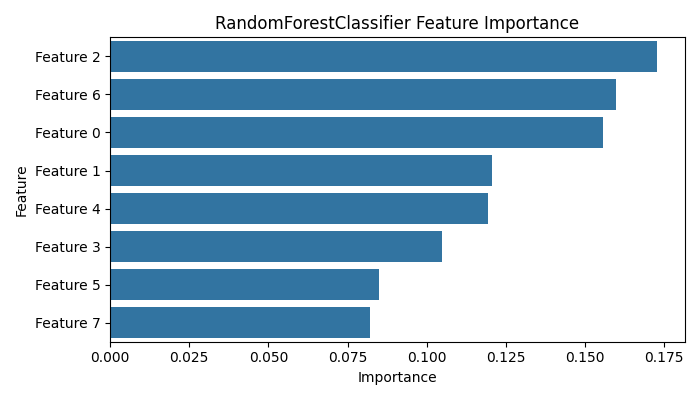 RandomForestClassifier Feature Importance
Feature 2
Feature 6
Feature 0
Feature 1
Feature 4
Feature 3
Feature 5
Feature 7
Feature
0.000 0.025 0.050 0.075 0.100 0.125 0.150 0.175
Importance